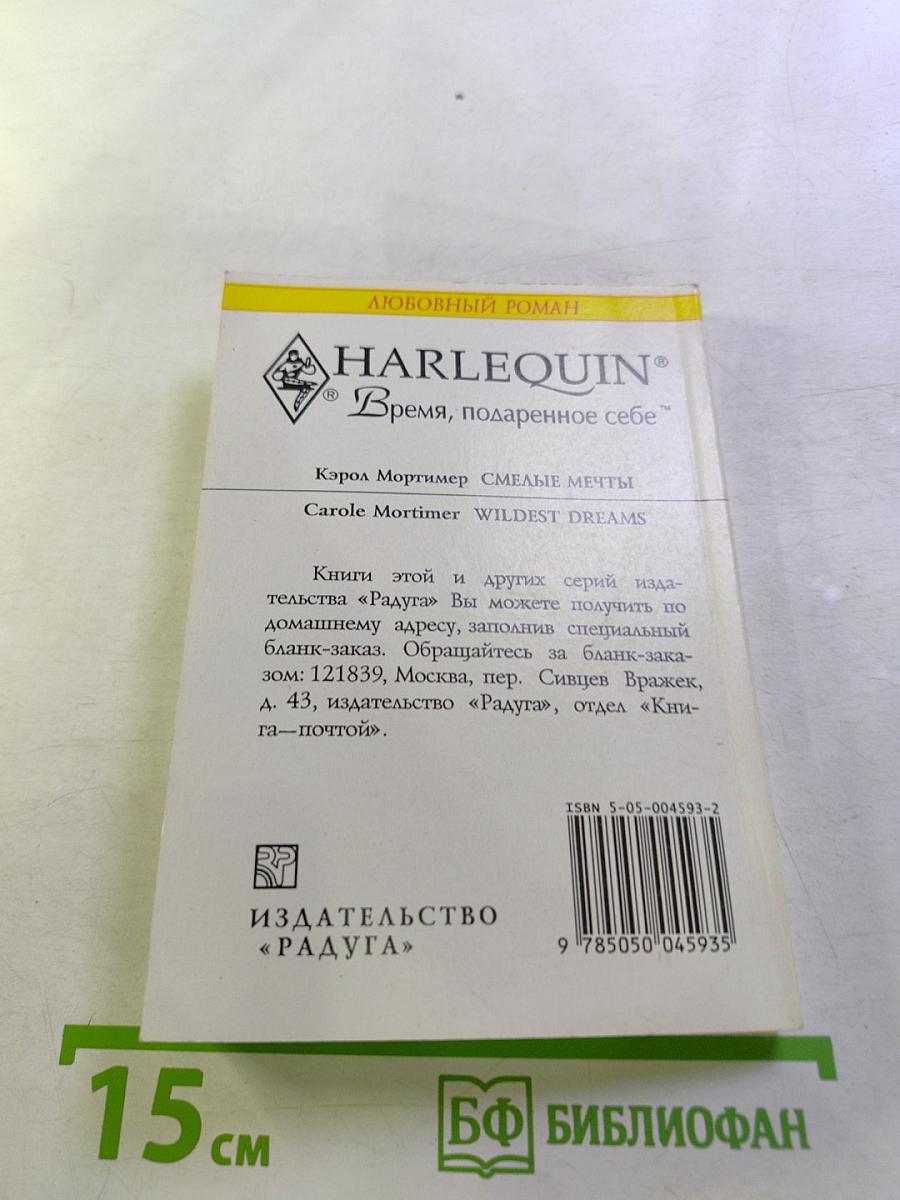 ЛЮБОВНЫЙ РОМАН
HARLEQUIN®
® Время, подаренное себе™
Кэрол Мортимер СМЕЛЫЕ МЕЧТЫ
Carole Mortimer WILDEST DREAMS
Книги этой и других серий изда-
тельства «Радуга» Вы можете получить по
домашнему адресу, заполнив специальный
бланк-заказ. Обращайтесь за бланк-зака-
зом: 121839, Москва, пер. Сивцев Вражек,
д. 43, издательство «Радуга», отдел «Кни-
га—почтой».
ISBN 5-05-004593-2
9 785050 045935
ИЗДАТЕЛЬСТВО
«РАДУГА»
15 см
БФ БИБЛИОФАН